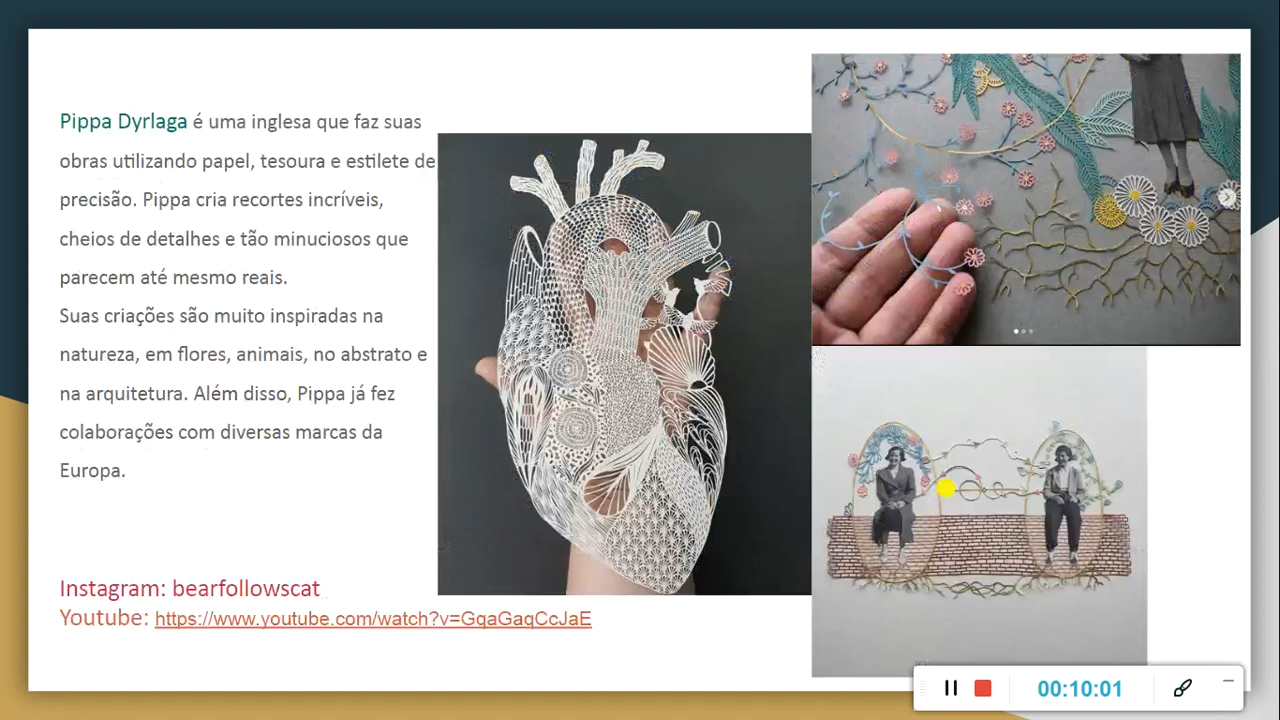 Pippa Dyrlaga é uma inglesa que faz suas
obras utilizando papel, tesoura e estilete de
precisão. Pippa cria recortes incríveis,
cheios de detalhes e tão minuciosos que
parecem até mesmo reais.
Suas criações são muito inspiradas na
natureza, em flores, animais, no abstrato e
na arquitetura. Além disso, Pippa já fez
colaborações com diversas marcas da
Europa.
Instagram: bearfollowscat
Youtube: https://www.youtube.com/watch?v=GqaGaqCcJaE
00:10:01